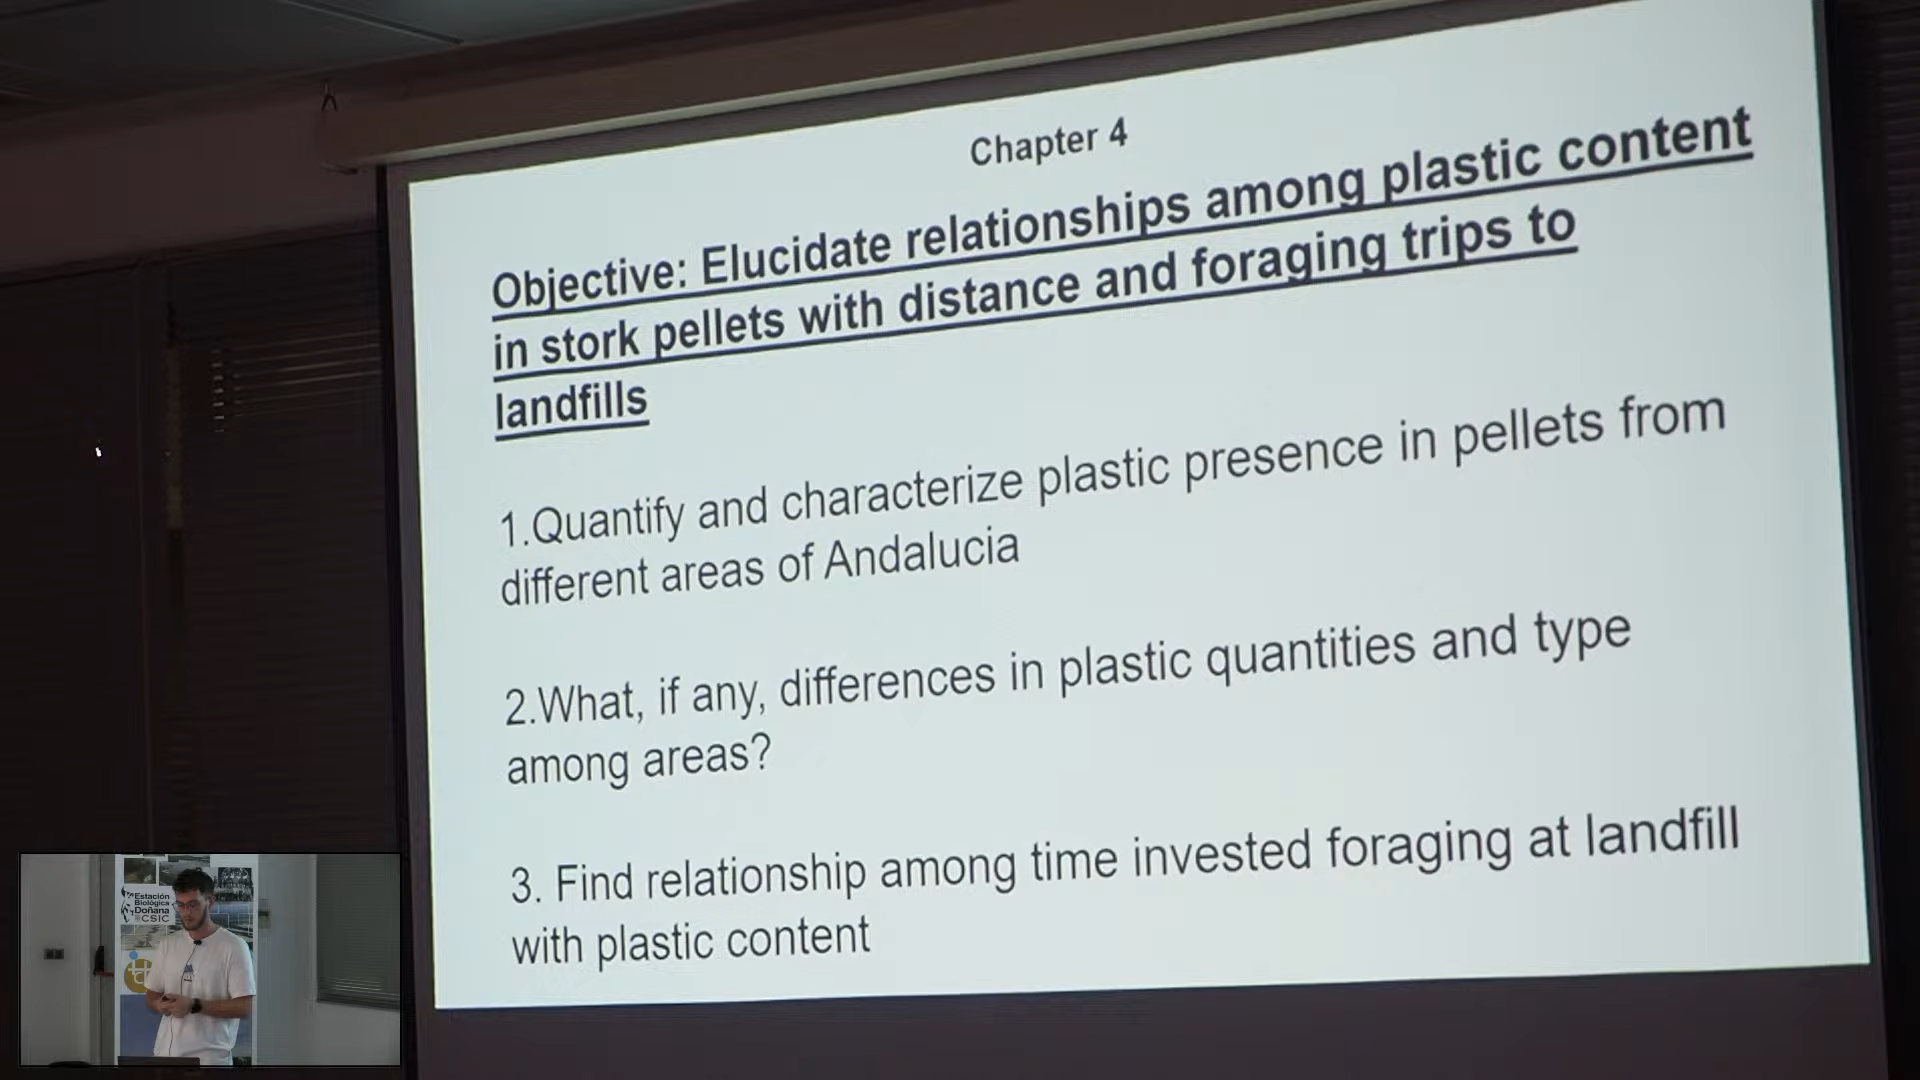 Chapter 4
Objective: Elucidate relationships among plastic content
in stork pellets with distance and foraging trips to
landfills
1.Quantify and characterize plastic presence in pellets from
different areas of Andalucia
2.What, if any, differences in plastic quantities and type
among areas?
3. Find relationship among time invested foraging at landfill
with plastic content
Estación
Biológica
Doñana
CSIC